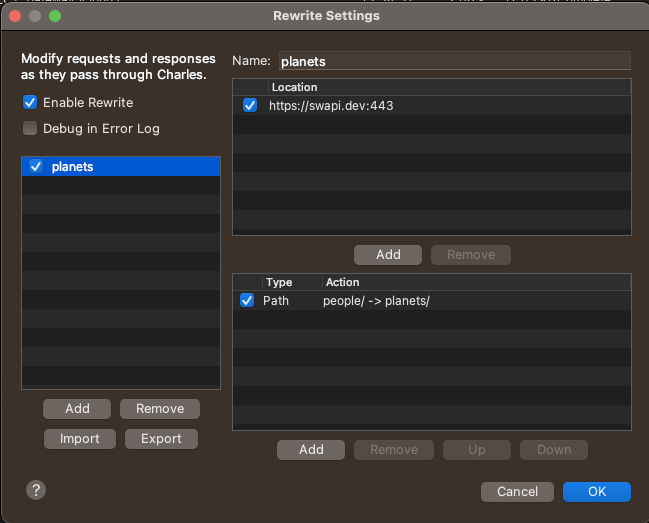 Rewrite Settings
Modify requests and responses
as they pass through Charles.
Enable Rewrite
Debug in Error Log
planets
Add Remove
Import Export
?
Name: planets
Location
https://swapi.dev:443
Add Remove
Type Action
Path people/ -> planets/
Add Remove Up Down
Cancel OK